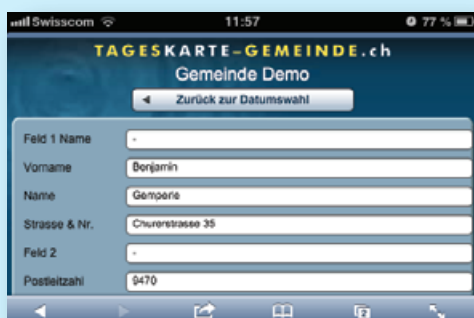 Swisscom 11:57 77 %
TAGESKARTE-GEMEINDE.ch
Gemeinde Demo
Zurück zur Datumswahl
Feld 1 Name -
Vorname Benjamin
Name Gemperle
Strasse & Nr. Churerstrasse 35
Feld 2 -
Postleitzahl 9470
2